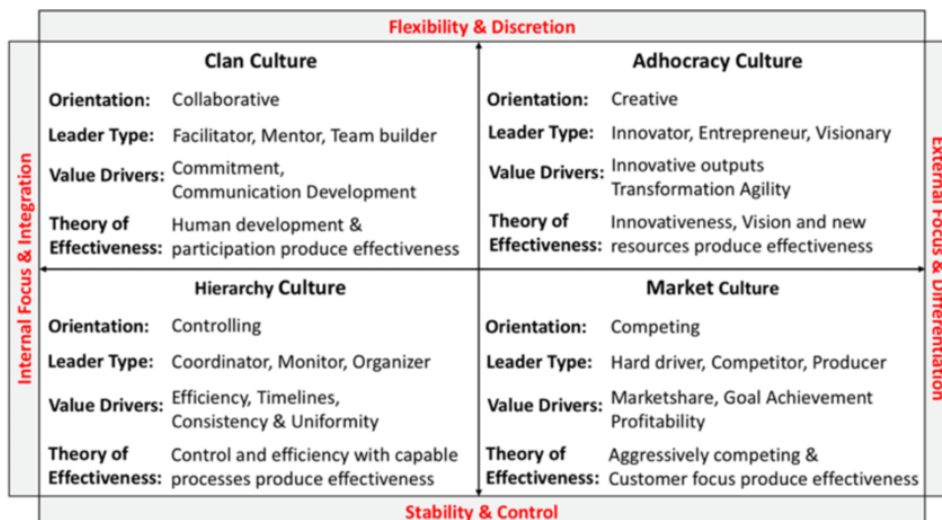 Flexibility & Discretion
Internal Focus & Integration
Clan Culture
Orientation: Collaborative
Leader Type: Facilitator, Mentor, Team builder
Value Drivers: Commitment,
Communication Development
Theory of Human development &
Effectiveness: participation produce effectiveness
Adhocracy Culture
Orientation: Creative
Leader Type: Innovator, Entrepreneur, Visionary
Value Drivers: Innovative outputs
Transformation Agility
Theory of Innovativeness, Vision and new
Effectiveness: resources produce effectiveness
External Focus & Differentiation
Hierarchy Culture
Orientation: Controlling
Leader Type: Coordinator, Monitor, Organizer
Value Drivers: Efficiency, Timelines,
Consistency & Uniformity
Theory of Control and efficiency with capable
Effectiveness: processes produce effectiveness
Market Culture
Orientation: Competing
Leader Type: Hard driver, Competitor, Producer
Value Drivers: Marketshare, Goal Achievement
Profitability
Theory of Aggressively competing &
Effectiveness: Customer focus produce effectiveness
Stability & Control